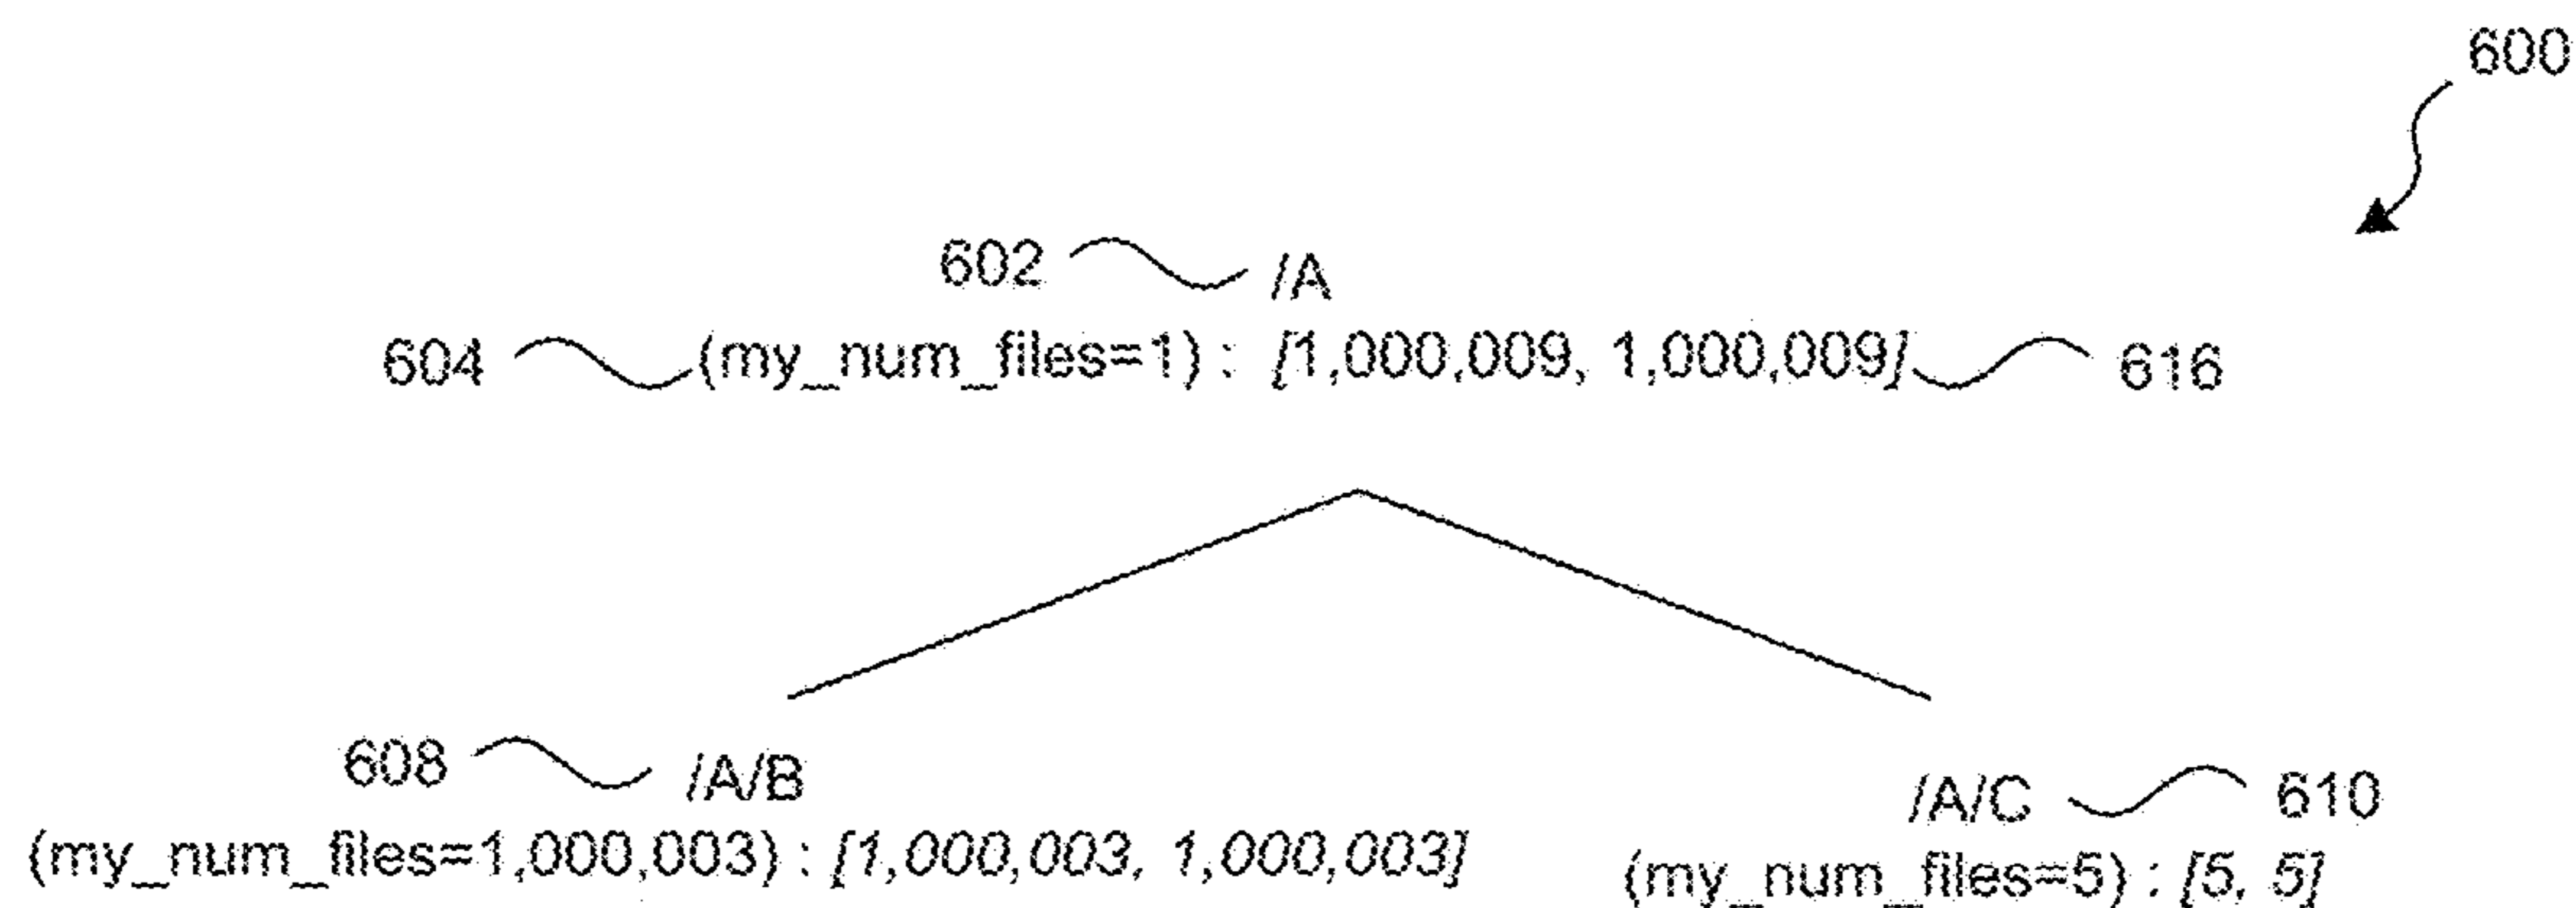 600
602 /A
604 (my_num_files=1) : [1,000,009, 1,000,009] 616
608 /A/B
/A/C 610
(my_num_files=1,000,003) : [1,000,003, 1,000,003]
(my_num_files=5) : [5, 5]